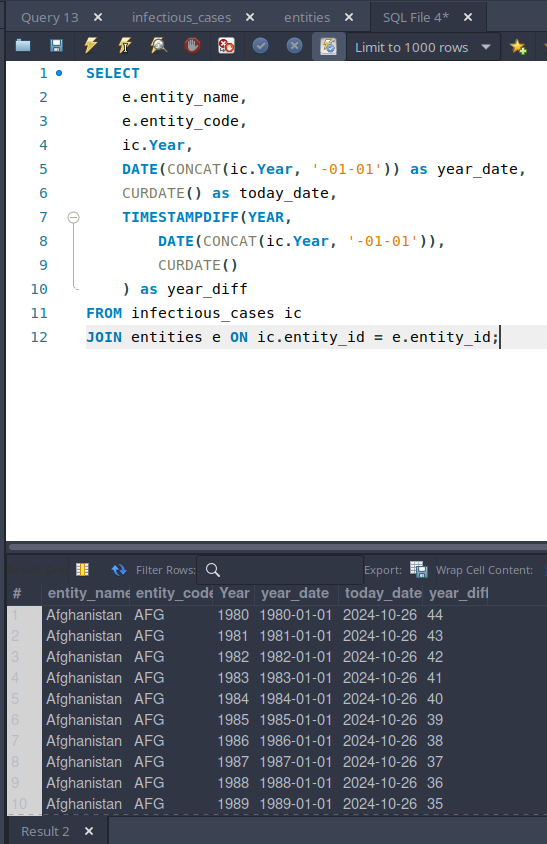 Query 13 infectious_cases entities SQL File 4*
Limit to 1000 rows
1 SELECT
2 e.entity_name,
3 e.entity_code,
4 ic.Year,
5 DATE(CONCAT(ic.Year, '-01-01')) as year_date,
6 CURDATE() as today_date,
7 TIMESTAMPDIFF(YEAR,
8 DATE(CONCAT(ic.Year, '-01-01')),
9 CURDATE()
10 ) as year_diff
11 FROM infectious_cases ic
12 JOIN entities e ON ic.entity_id = e.entity_id;
Filter Rows: Export: Wrap Cell Content:
# entity_name entity_code Year year_date today_date year_diff
1 Afghanistan AFG 1980 1980-01-01 2024-10-26 44
2 Afghanistan AFG 1981 1981-01-01 2024-10-26 43
3 Afghanistan AFG 1982 1982-01-01 2024-10-26 42
4 Afghanistan AFG 1983 1983-01-01 2024-10-26 41
5 Afghanistan AFG 1984 1984-01-01 2024-10-26 40
6 Afghanistan AFG 1985 1985-01-01 2024-10-26 39
7 Afghanistan AFG 1986 1986-01-01 2024-10-26 38
8 Afghanistan AFG 1987 1987-01-01 2024-10-26 37
9 Afghanistan AFG 1988 1988-01-01 2024-10-26 36
10 Afghanistan AFG 1989 1989-01-01 2024-10-26 35
Result 2